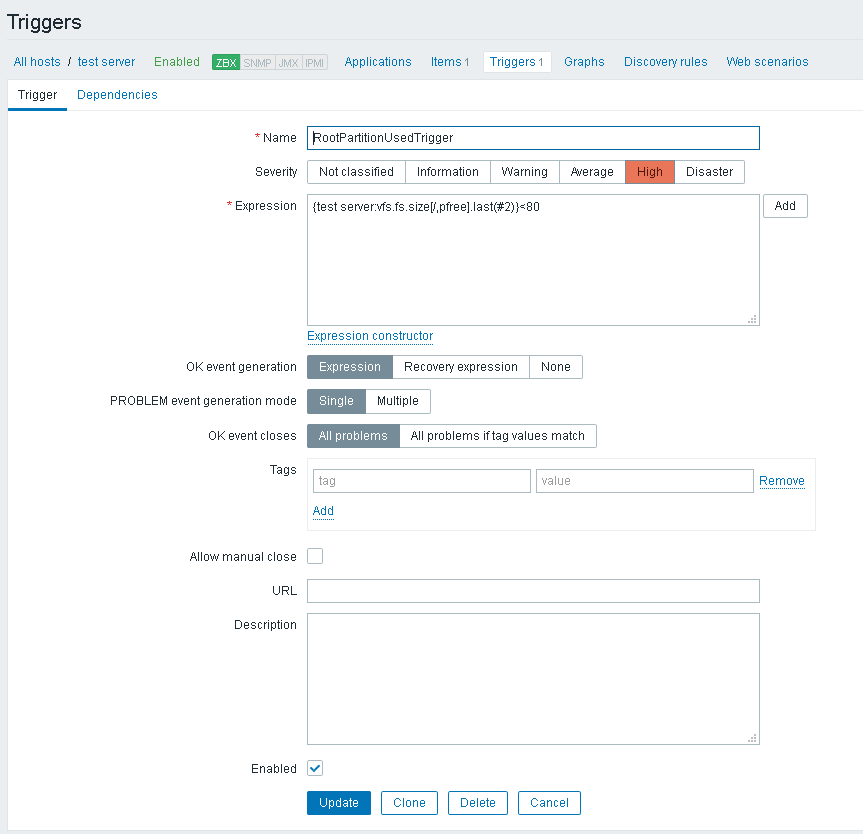 Triggers
All hosts / test server Enabled ZBX SNMP JMX IPMI Applications Items 1 Triggers 1 Graphs Discovery rules Web scenarios
Trigger Dependencies
* Name RootPartitionUsedTrigger
Severity Not classified Information Warning Average High Disaster
* Expression {test server:vfs.fs.size[/,pfree].last(#2)}<80 Add
Expression constructor
OK event generation Expression Recovery expression None
PROBLEM event generation mode Single Multiple
OK event closes All problems All problems if tag values match
Tags tag value Remove
Add
Allow manual close
URL
Description
Enabled
Update Clone Delete Cancel